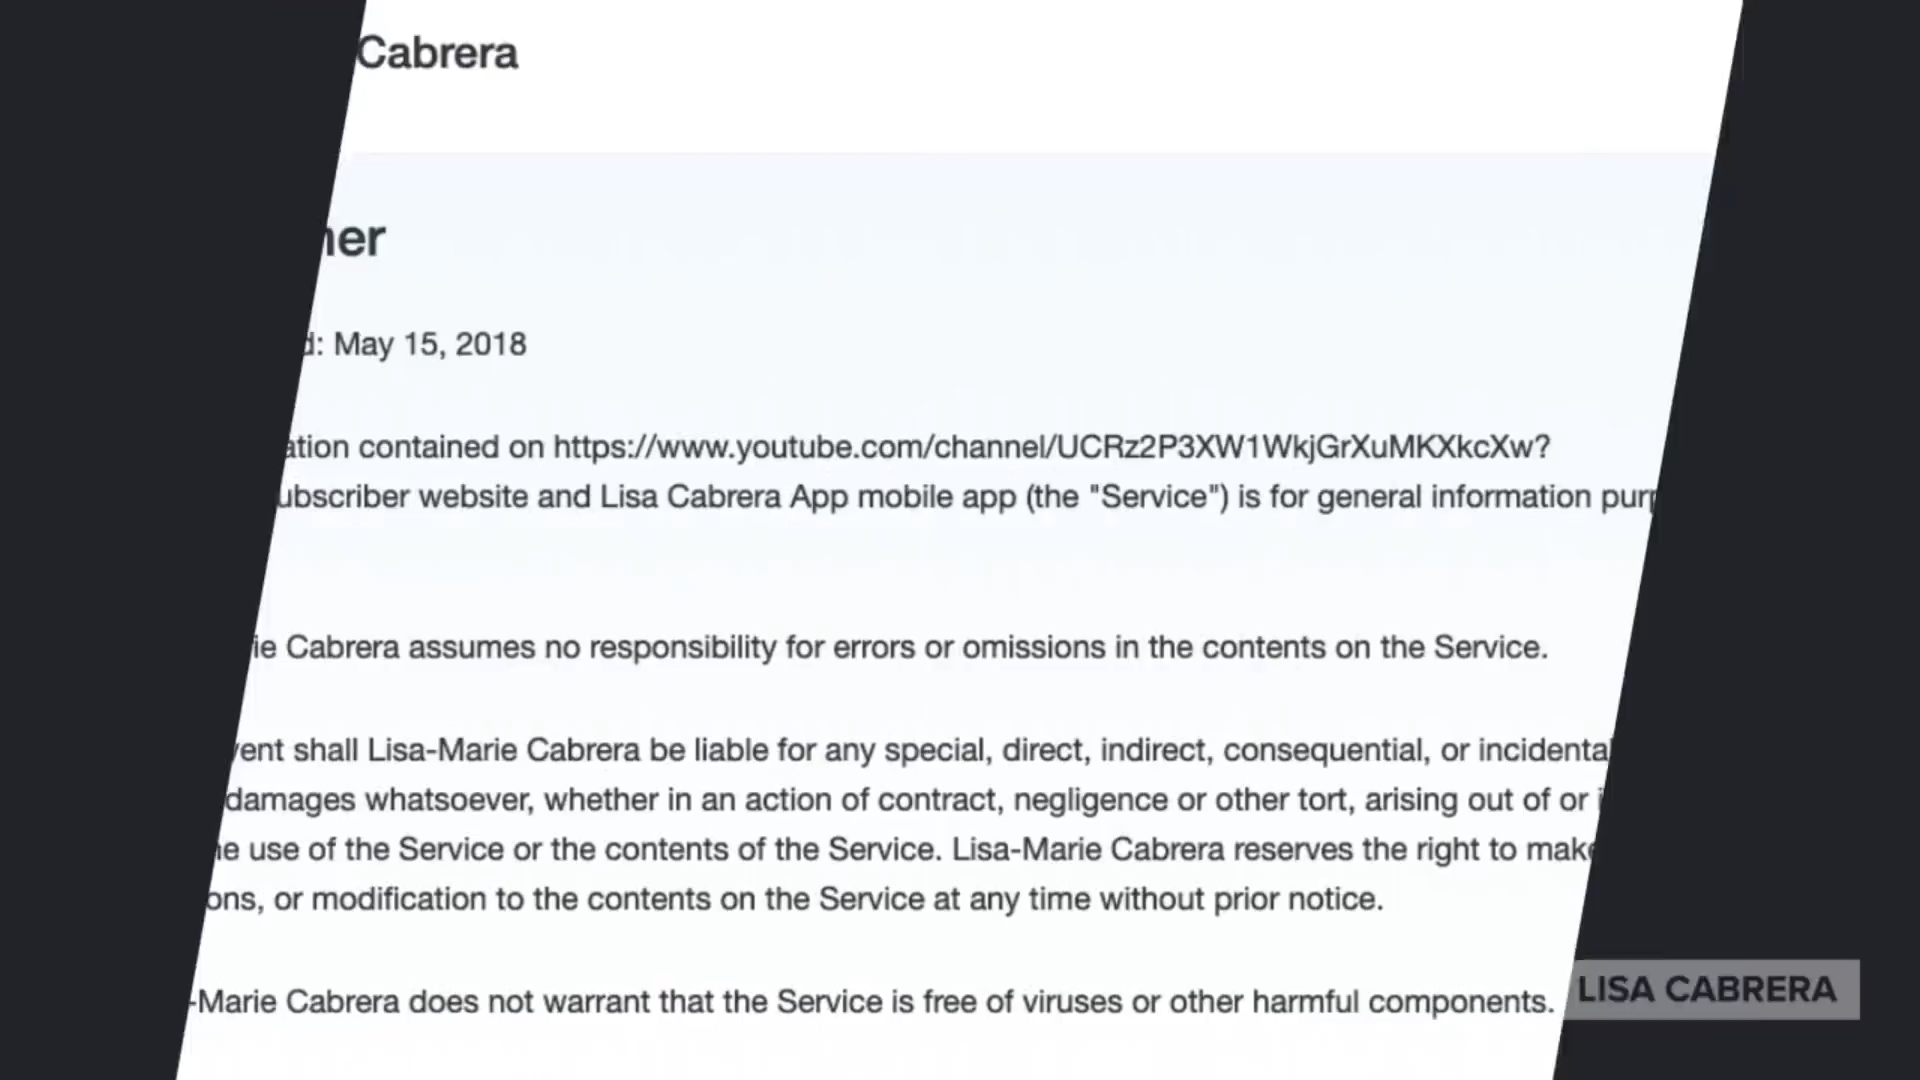 Cabrera
ner
d: May 15, 2018
ation contained on https://www.youtube.com/channel/UCRz2P3XW1WkjGrXuMKXkcXw?
ubscriber website and Lisa Cabrera App mobile app (the "Service") is for general information purp
ie Cabrera assumes no responsibility for errors or omissions in the contents on the Service.
vent shall Lisa-Marie Cabrera be liable for any special, direct, indirect, consequential, or incidental
damages whatsoever, whether in an action of contract, negligence or other tort, arising out of or i
e use of the Service or the contents of the Service. Lisa-Marie Cabrera reserves the right to make
ons, or modification to the contents on the Service at any time without prior notice.
-Marie Cabrera does not warrant that the Service is free of viruses or other harmful components.
LISA CABRERA